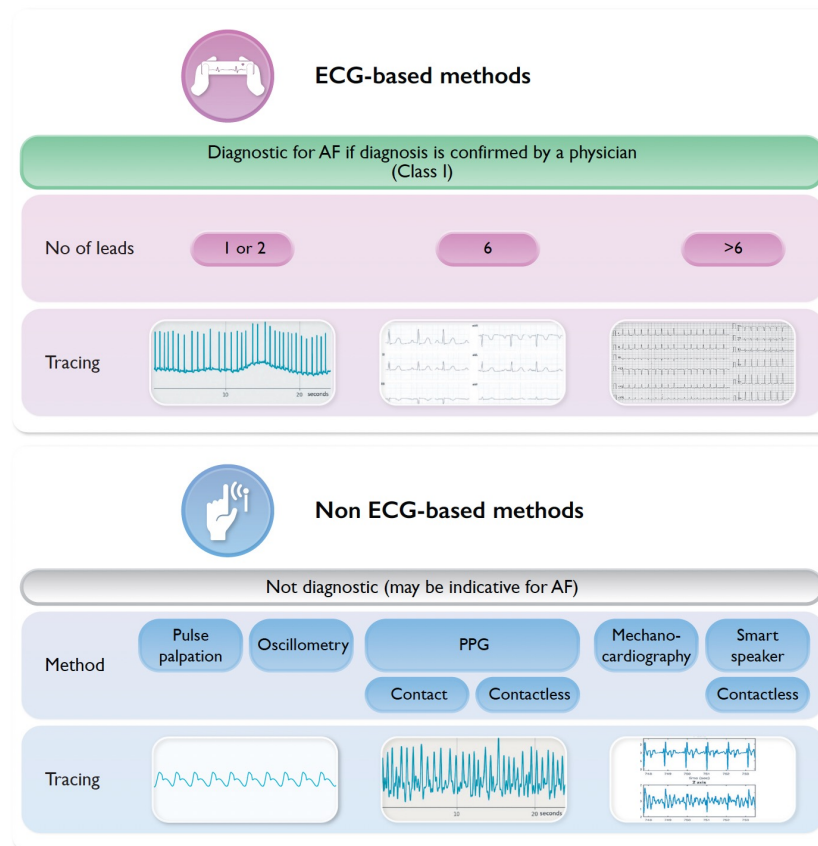 ECG-based methods
Diagnostic for AF if diagnosis is confirmed by a physician
(Class I)
No of leads
1 or 2
6
>6
Tracing
10
20 seconds
Non ECG-based methods
Not diagnostic (may be indicative for AF)
Method
Pulse
palpation
Oscillometry
PPG
Mechano-
cardiography
Smart
speaker
Contact
Contactless
Contactless
Tracing
10
20 seconds